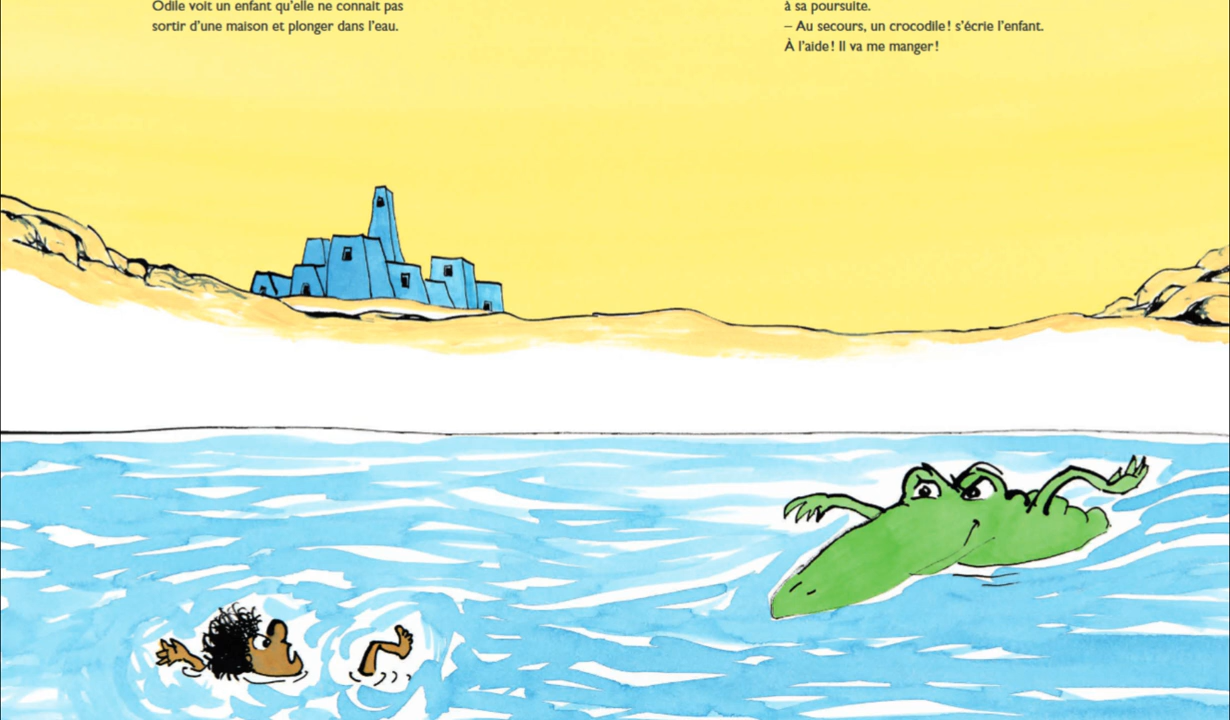 Odile voit un enfant qu'elle ne connait pas
sortir d'une maison et plonger dans l'eau.
à sa poursuite.
– Au secours, un crocodile ! s'écrie l'enfant.
À l'aide ! Il va me manger !